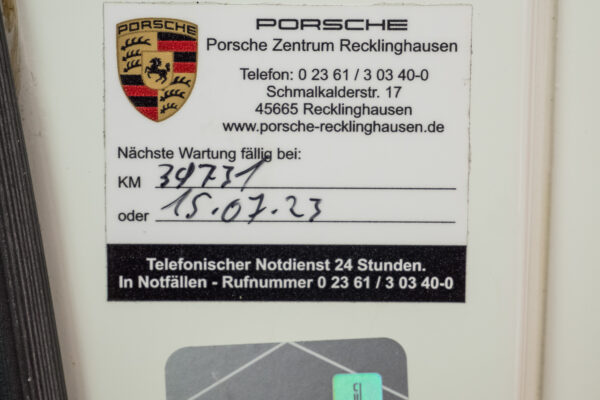 PORSCHE
PORSCHE
Porsche Zentrum Recklinghausen
Telefon: 0 23 61 / 3 03 40-0
Schmalkalderstr. 17
45665 Recklinghausen
www.porsche-recklinghausen.de
Nächste Wartung fällig bei:
KM 39731
oder 15.07.23
Telefonischer Notdienst 24 Stunden.
In Notfällen - Rufnummer 0 23 61 / 3 03 40-0